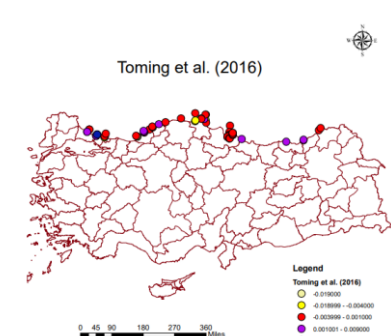 N
W
E
S
Toming et al. (2016)
Legend
Toming et al. (2016)
-0.019000
-0.018999 - -0.004000
-0.003999 - 0.001000
0.001001 - 0.009000
0 45 90 180 270 360
Miles